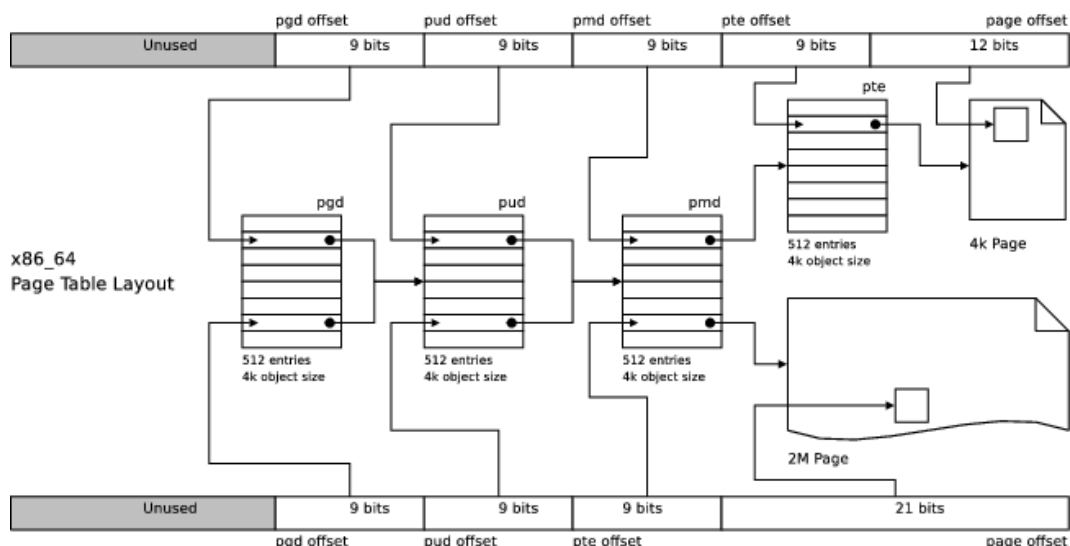 pgd offset pud offset pmd offset pte offset page offset
Unused 9 bits 9 bits 9 bits 9 bits 12 bits
pte
pgd pud pmd
512 entries
4k object size
4k Page
x86_64
Page Table Layout
512 entries
4k object size
512 entries
4k object size
512 entries
4k object size
2M Page
Unused 9 bits 9 bits 9 bits 21 bits
pgd offset pud offset pte offset page offset